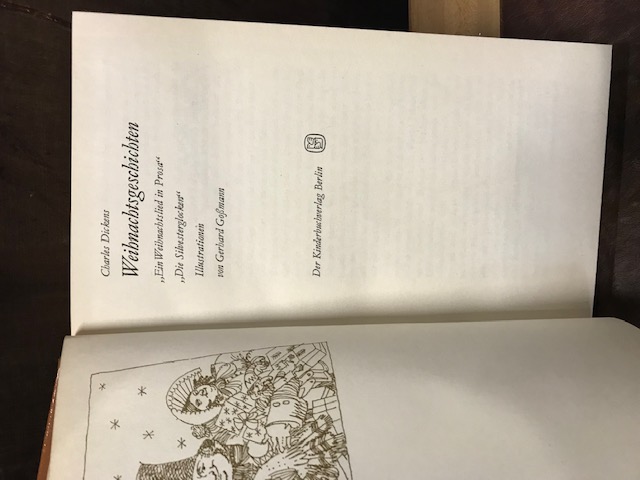 Charles Dickens
Weihnachtsgeschichten
„Ein Weihnachtslied in Prosa“
„Die Silvesterglocken“
Illustrationen
von Gerhard Goßmann
Der Kinderbuchverlag Berlin